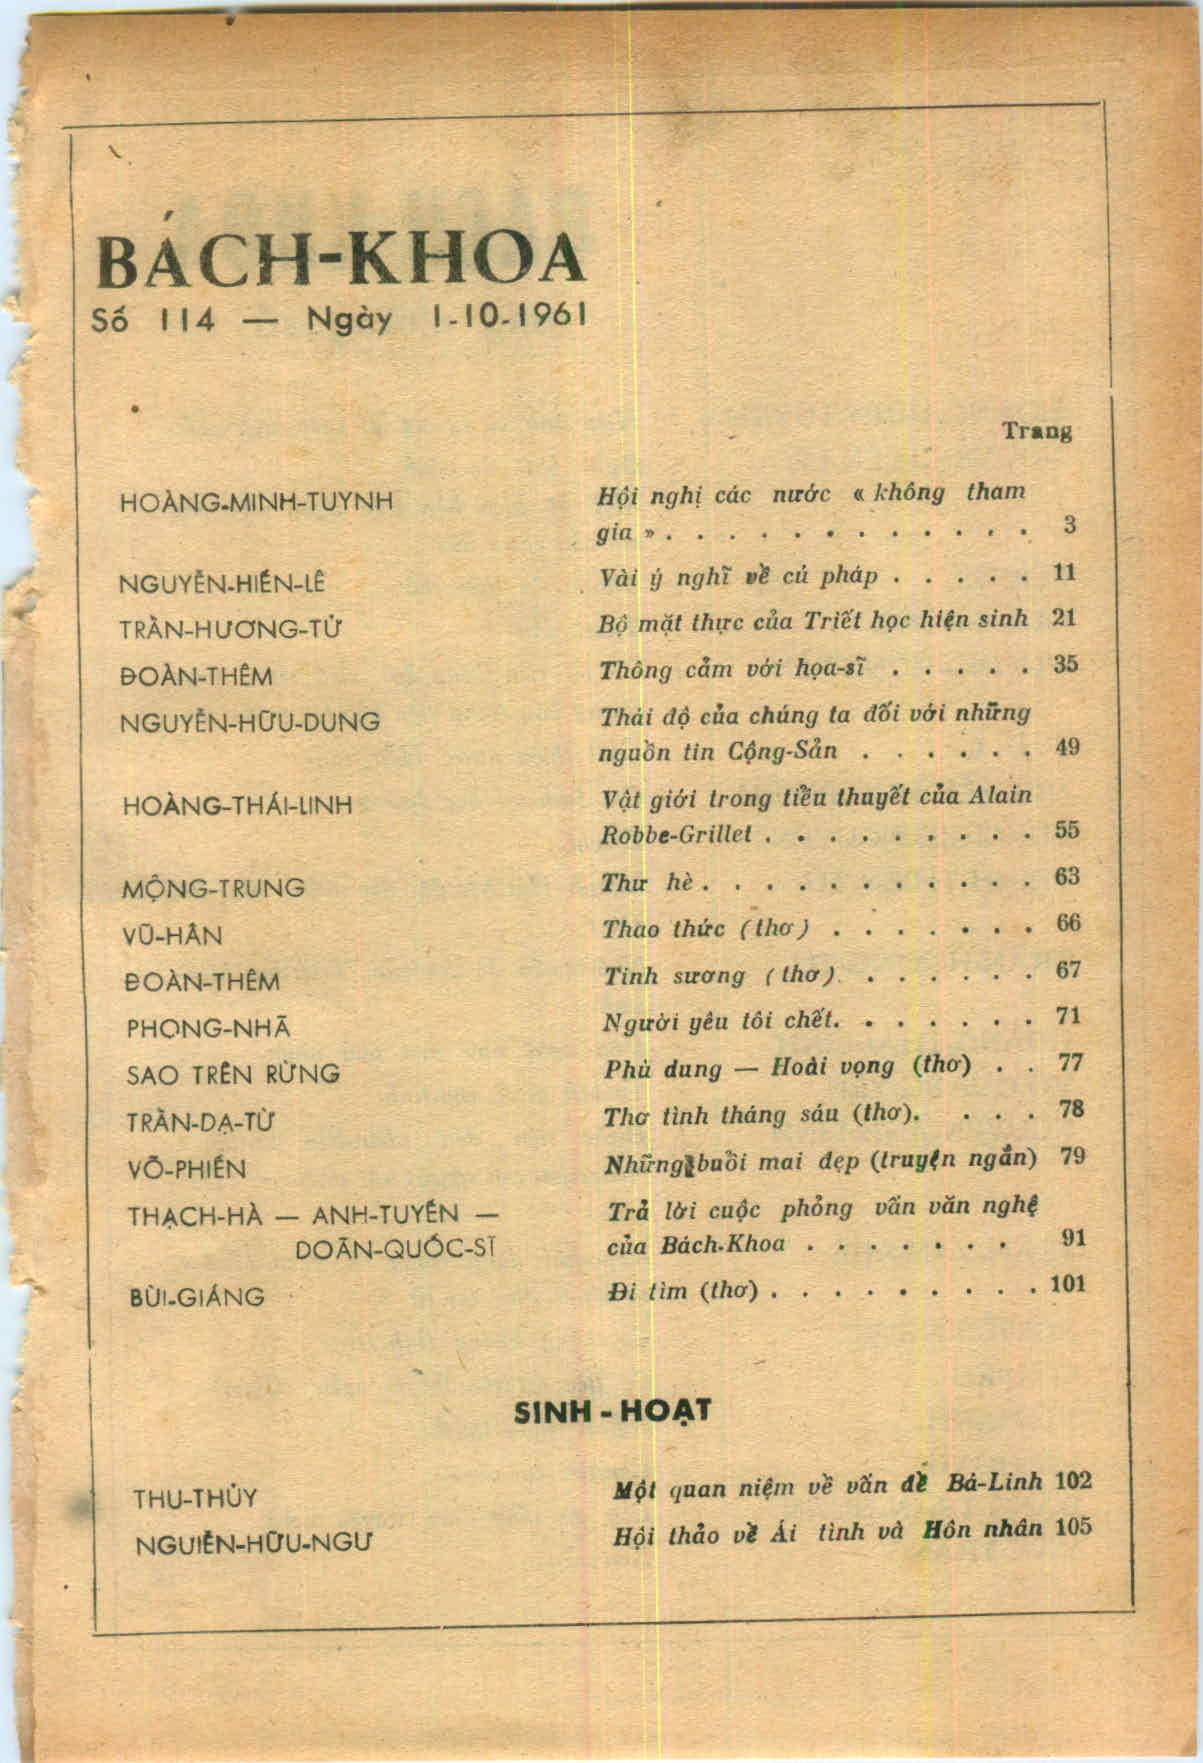 BÁCH-KHOA
Số 114 — Ngày 1-10-1961
Trang
HOÀNG-MINH-TUYNH Hội nghị các nước « không tham
gia » . . . . . . . . . . . . 3
NGUYỄN-HIẾN-LÊ Vài ý nghĩ về cú pháp . . . . . 11
TRẦN-HƯƠNG-TỬ Bộ mặt thực của Triết học hiện sinh 21
ĐOÀN-THÊM Thông cảm với họa-sĩ . . . . . 35
NGUYỄN-HỮU-DUNG Thái độ của chúng ta đối với những
nguồn tin Cộng-Sản . . . . . . 49
HOÀNG-THÁI-LINH Vật giới trong tiểu thuyết của Alain
Robbe-Grillet . . . . . . . . . 55
MỘNG-TRUNG Thư hè . . . . . . . . . . . 63
VŨ-HÂN Thao thức (thơ) . . . . . . . 66
ĐOÀN-THÊM Tinh sương (thơ) . . . . . . . 67
PHONG-NHÃ Người yêu tôi chết. . . . . . . 71
SAO TRÊN RỪNG Phù dung — Hoài vọng (thơ) . . 77
TRẦN-DẠ-TỪ Thơ tình tháng sáu (thơ). . . . 78
VÕ-PHIẾN Những buổi mai đẹp (truyện ngắn) 79
THẠCH-HÀ — ANH-TUYẾN — Trả lời cuộc phỏng vấn văn nghệ
DOÃN-QUỐC-SĨ của Bách-Khoa . . . . . . . 91
BÙI-GIÁNG Đi tìm (thơ) . . . . . . . . . 101
SINH - HOẠT
THU-THỦY Một quan niệm về vấn đề Bá-Linh 102
NGUIỄN-HỮU-NGƯ Hội thảo về Ái tình và Hôn nhân 105